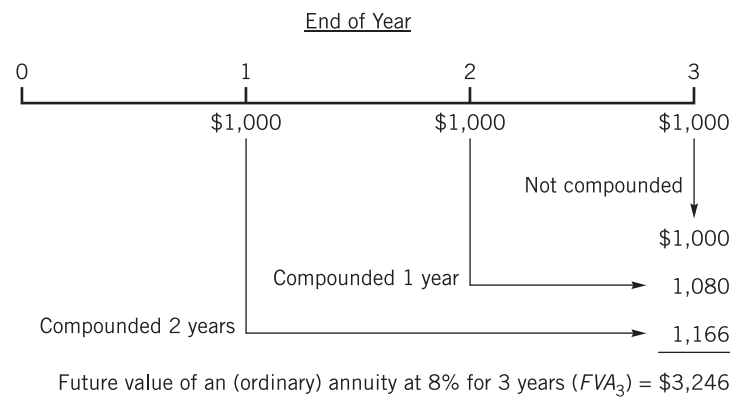 End of Year
0 1 2 3
$1,000 $1,000 $1,000
Not compounded
$1,000
Compounded 1 year 1,080
Compounded 2 years 1,166
Future value of an (ordinary) annuity at 8% for 3 years (FVA₃) = $3,246